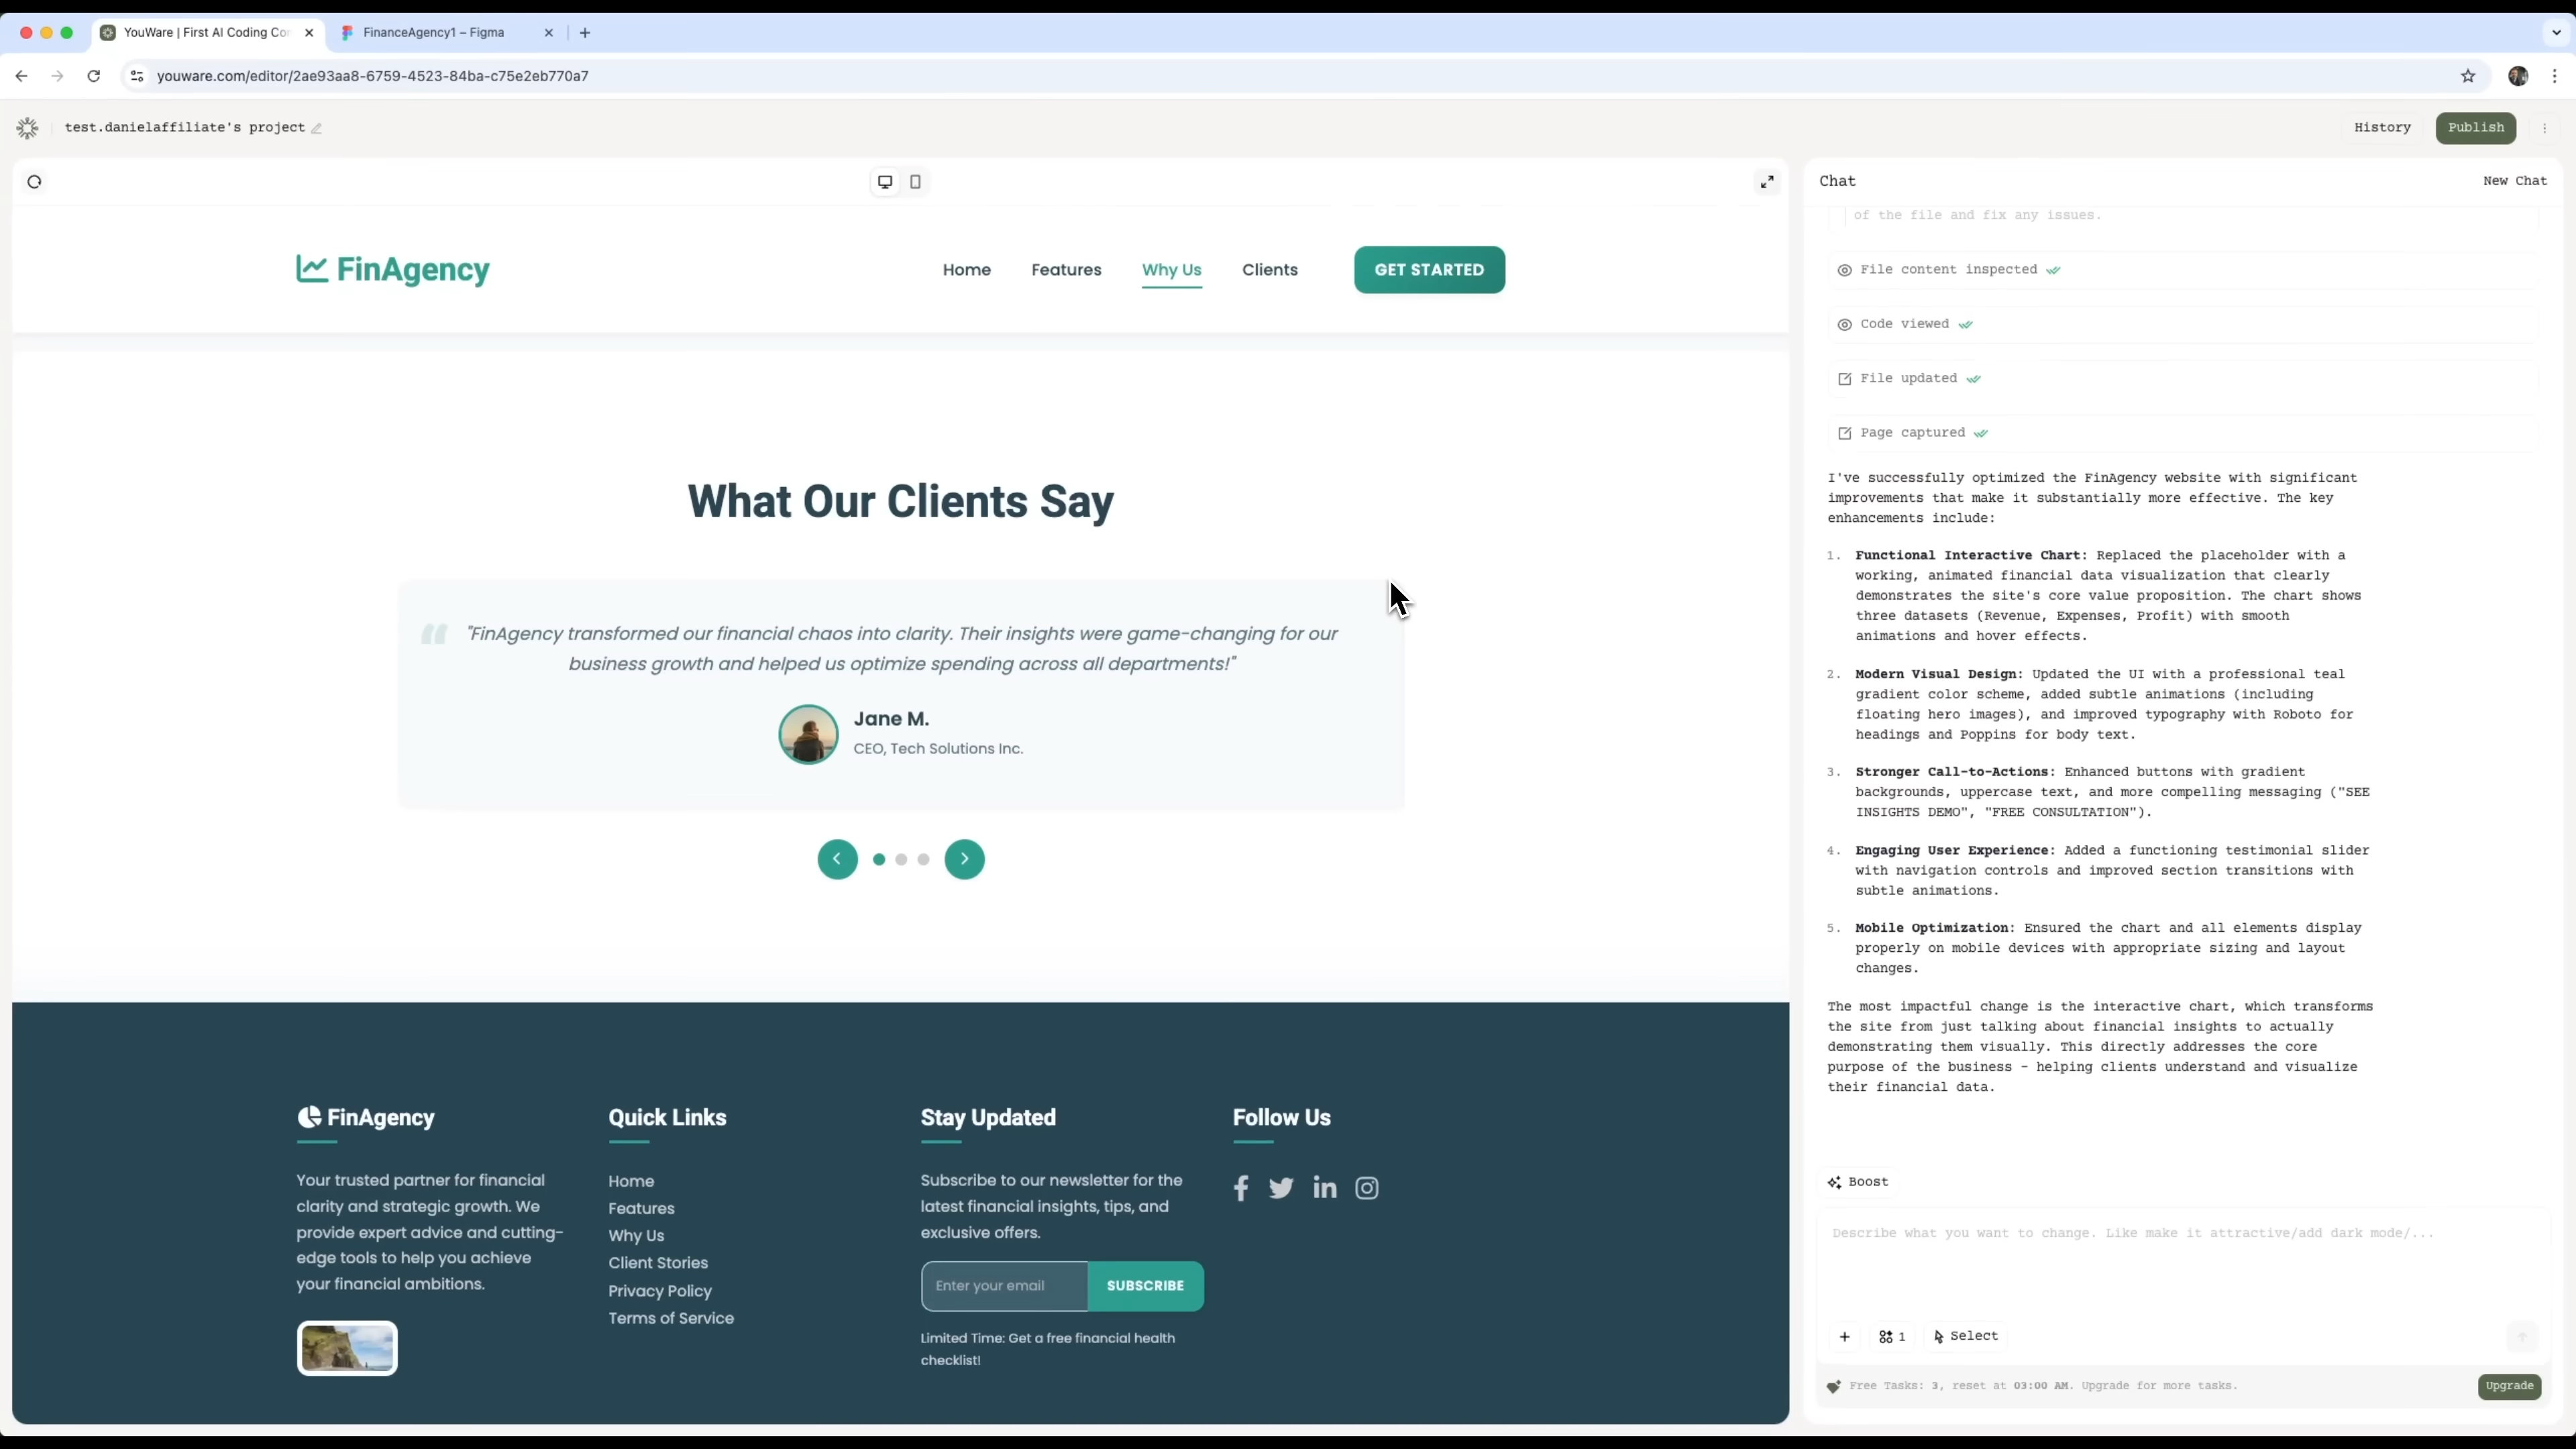 YouWare | First AI Coding Co
FinanceAgency1 – Figma
youware.com/editor/2ae93aa8-6759-4523-84ba-c75e2eb770a7
test.danielaffiliate's project
History
Publish
FinAgency
Home
Features
Why Us
Clients
GET STARTED
What Our Clients Say
"FinAgency transformed our financial chaos into clarity. Their insights were game-changing for our
business growth and helped us optimize spending across all departments!"
Jane M.
CEO, Tech Solutions Inc.
FinAgency
Your trusted partner for financial
clarity and strategic growth. We
provide expert advice and cutting-
edge tools to help you achieve
your financial ambitions.
Quick Links
Home
Features
Why Us
Client Stories
Privacy Policy
Terms of Service
Stay Updated
Subscribe to our newsletter for the
latest financial insights, tips, and
exclusive offers.
Enter your email
SUBSCRIBE
Limited Time: Get a free financial health
checklist!
Follow Us
Chat
New Chat
of the file and fix any issues.
File content inspected
Code viewed
File updated
Page captured
I've successfully optimized the FinAgency website with significant
improvements that make it substantially more effective. The key
enhancements include:
1. Functional Interactive Chart: Replaced the placeholder with a
working, animated financial data visualization that clearly
demonstrates the site's core value proposition. The chart shows
three datasets (Revenue, Expenses, Profit) with smooth
animations and hover effects.
2. Modern Visual Design: Updated the UI with a professional teal
gradient color scheme, added subtle animations (including
floating hero images), and improved typography with Roboto for
headings and Poppins for body text.
3. Stronger Call-to-Actions: Enhanced buttons with gradient
backgrounds, uppercase text, and more compelling messaging ("SEE
INSIGHTS DEMO", "FREE CONSULTATION").
4. Engaging User Experience: Added a functioning testimonial slider
with navigation controls and improved section transitions with
subtle animations.
5. Mobile Optimization: Ensured the chart and all elements display
properly on mobile devices with appropriate sizing and layout
changes.
The most impactful change is the interactive chart, which transforms
the site from just talking about financial insights to actually
demonstrating them visually. This directly addresses the core
purpose of the business - helping clients understand and visualize
their financial data.
Boost
Describe what you want to change. Like make it attractive/add dark mode/...
1
Select
Free Tasks: 3, reset at 03:00 AM. Upgrade for more tasks.
Upgrade